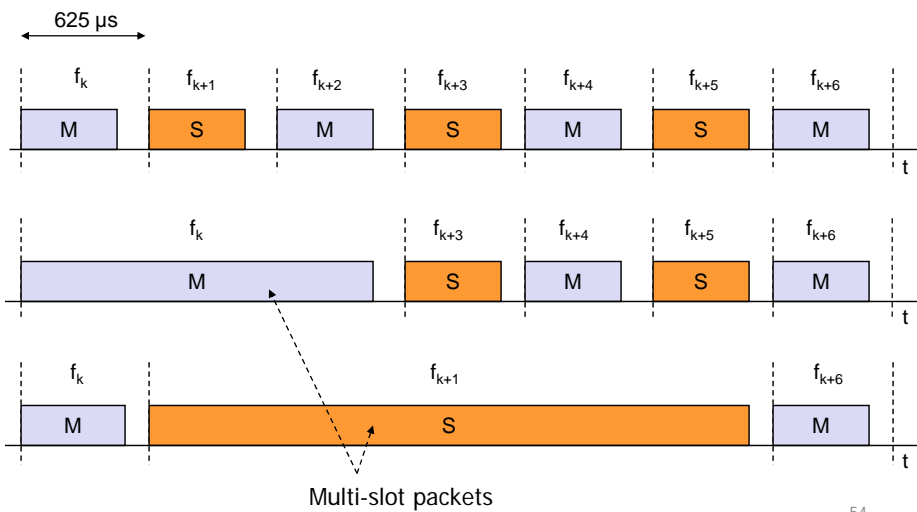 625 µs
fk fk+1 fk+2 fk+3 fk+4 fk+5 fk+6
M S M S M S M
t
fk fk+3 fk+4 fk+5 fk+6
M S M S M
t
fk fk+1 fk+6
M S M
t
Multi-slot packets
54